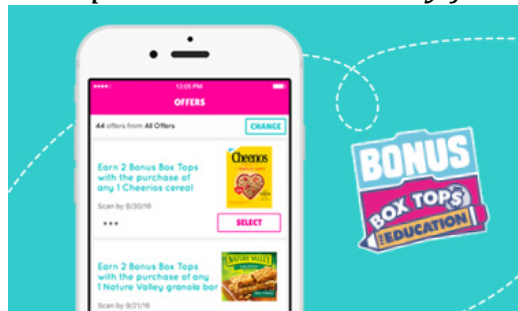 12:05 PM
OFFERS
44 offers from All Offers
CHANGE
Earn 2 Bonus Box Tops
with the purchase of
any 1 Cheerios cereal
Cheerios
Scan by 8/30/16
SELECT
Earn 2 Bonus Box Tops
with the purchase of any
1 Nature Valley granola bar
NATURE VALLEY
Scan by 9/21/16
BONUS
BOX TOPS
FOR EDUCATION